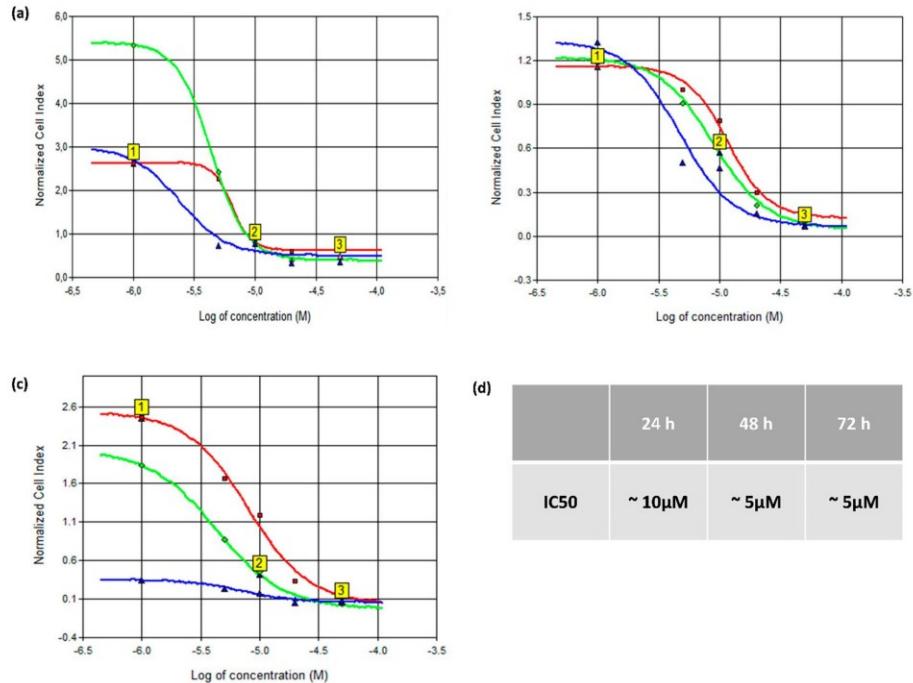 (a)
6,0
5,0
4,0
3,0
2,0
1,0
0,0
Normalized Cell Index
1
2
3
-6,5 -6,0 -5,5 -5,0 -4,5 -4,0 -3,5
Log of concentration (M)
1.5
1.2
0.9
0.6
0.3
0.0
-0.3
Normalized Cell Index
1
2
3
-6.5 -6.0 -5.5 -5.0 -4.5 -4.0 -3.5
Log of concentration (M)
(c)
2.6
2.1
1.6
1.1
0.6
0.1
-0.4
Normalized Cell Index
1
2
3
-6.5 -6.0 -5.5 -5.0 -4.5 -4.0 -3.5
Log of concentration (M)
(d)
24 h 48 h 72 h
IC50 ~ 10µM ~ 5µM ~ 5µM